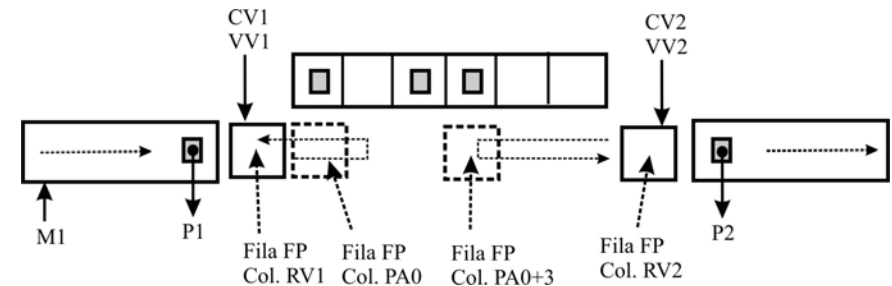 CV1
VV1
CV2
VV2
M1
P1
P2
Fila FP
Col. RV1
Fila FP
Col. PA0
Fila FP
Col. PA0+3
Fila FP
Col. RV2